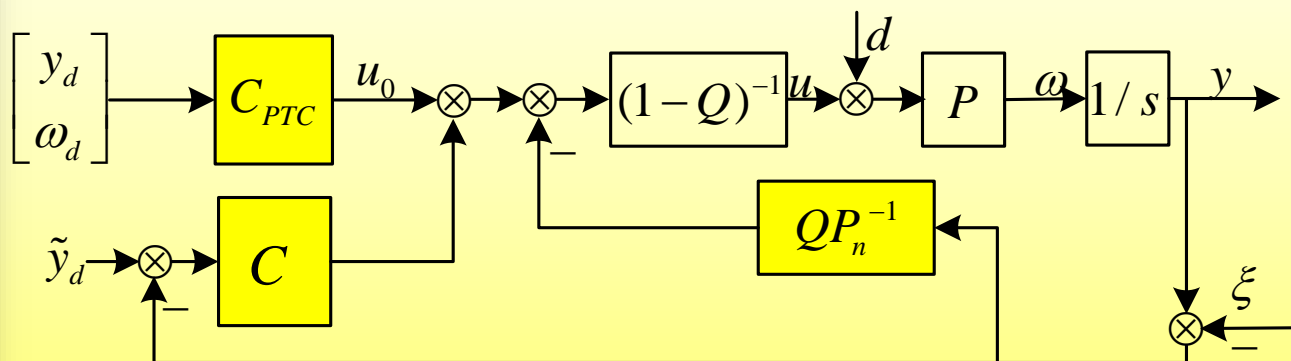 [y_d ω_d]
C_PTC
u_0
(1−Q)^{−1}
u
d
P
ω
1/s
y
−
QP_n^{−1}
ỹ_d
C
−
ξ
−